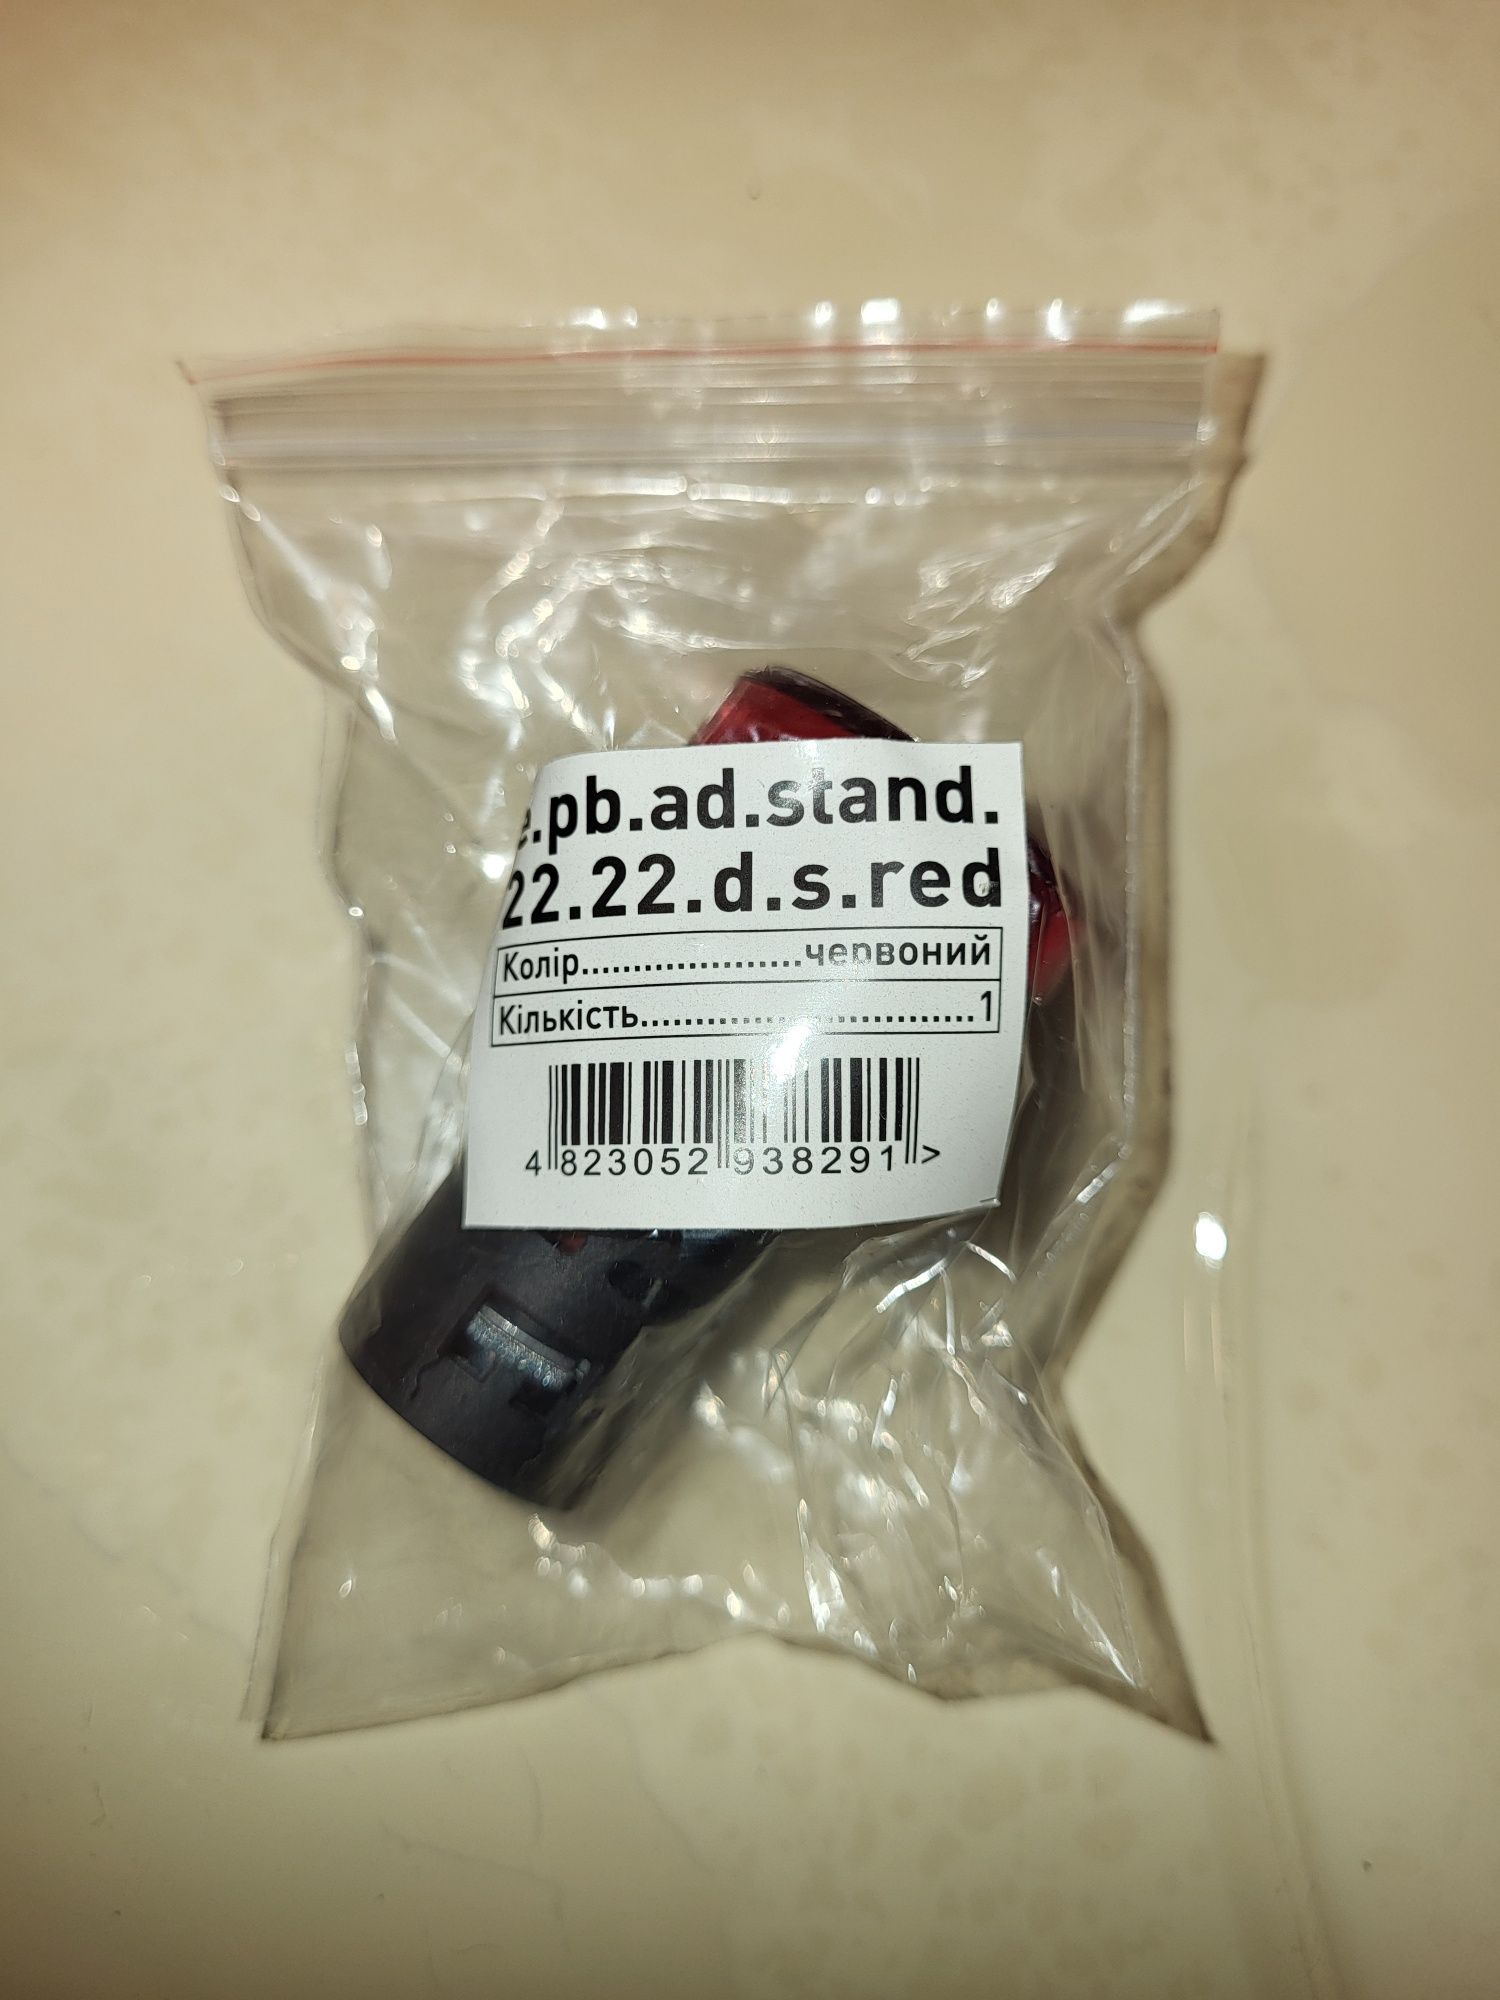 e.pb.ad.stand.
22.22.d.s.red
Колір.....................червоний
Кількість................................1
4 823052 938291 >